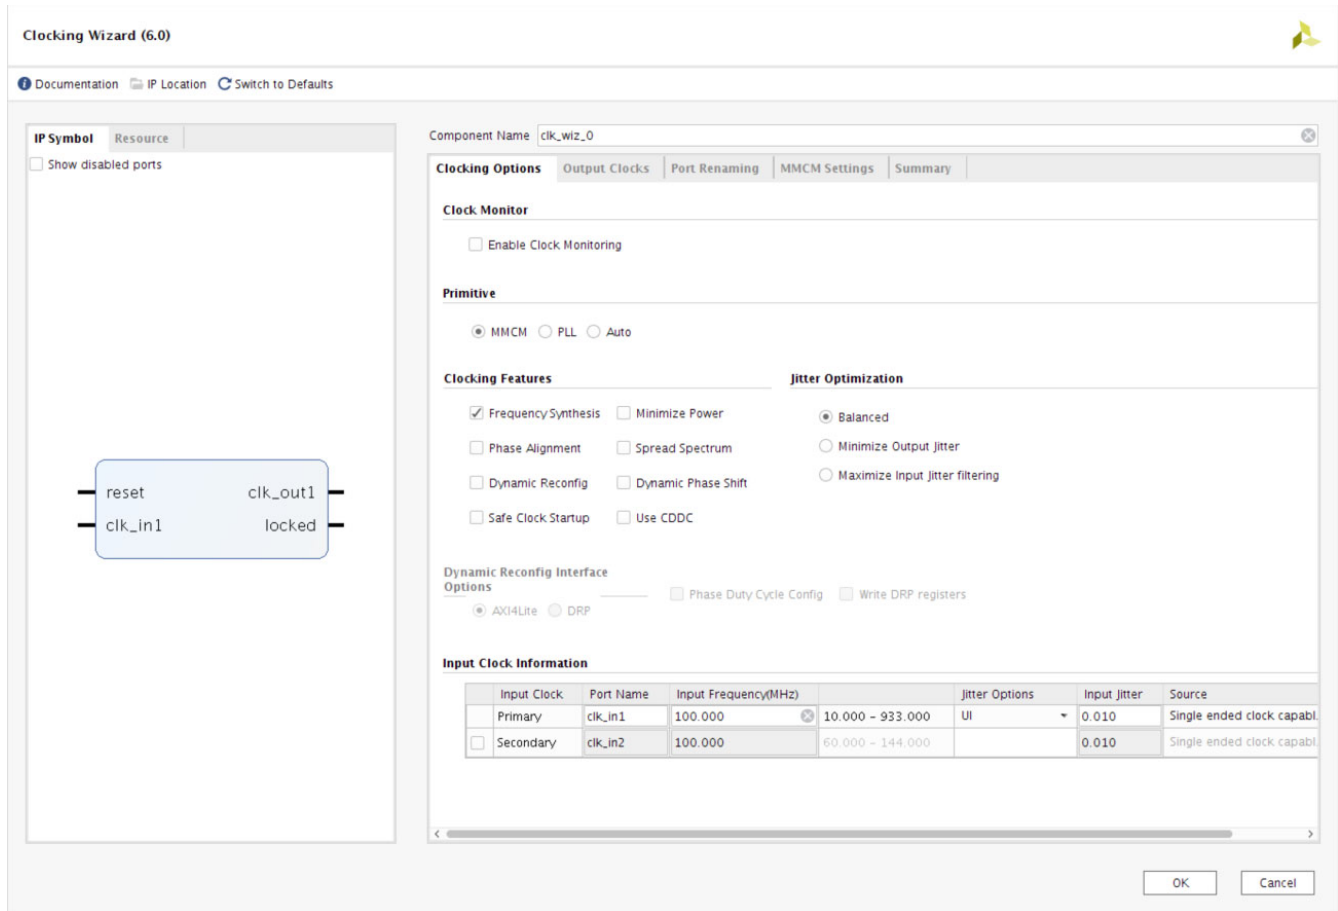 Clocking Wizard (6.0)
Documentation IP Location Switch to Defaults
IP Symbol Resource
Show disabled ports
reset clk_out1
clk_in1 locked
Component Name clk_wiz_0
Clocking Options Output Clocks Port Renaming MMCM Settings Summary
Clock Monitor
Enable Clock Monitoring
Primitive
MMCM PLL Auto
Clocking Features Jitter Optimization
Frequency Synthesis Minimize Power Balanced
Phase Alignment Spread Spectrum Minimize Output Jitter
Dynamic Reconfig Dynamic Phase Shift Maximize Input Jitter filtering
Safe Clock Startup Use CDDC
Dynamic Reconfig Interface
Options
Phase Duty Cycle Config Write DRP registers
AXI4Lite DRP
Input Clock Information
Input Clock Port Name Input Frequency(MHz) Jitter Options Input Jitter Source
Primary clk_in1 100.000 10.000 - 933.000 UI 0.010 Single ended clock capabl.
Secondary clk_in2 100.000 60.000 - 144.000 0.010 Single ended clock capabl.
OK Cancel